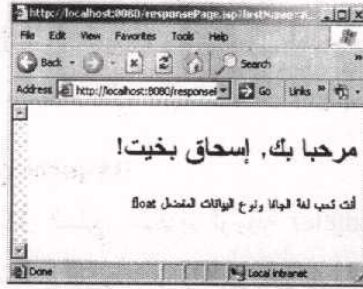 http://localhost:8080/responsePage.jsp?firstName=
File Edit View Favorites Tools Help
Back Search
Address http://localhost:8080/responsel Go Links »
مرحبا بك, إسحاق بخيت!
أنت تحب لغة الجافا ونوع البيانات المفضل float
Done Local intranet